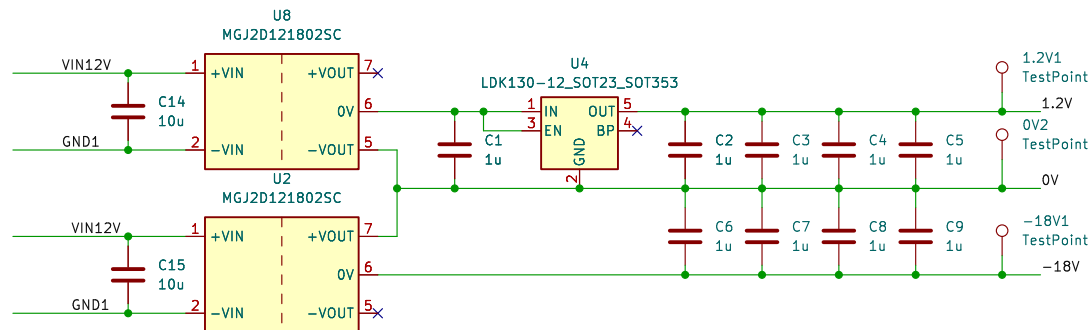 U8
MGJ2D121802SC
VIN12V
1
+VIN
+VOUT
7
C14
10u
0V
6
GND1
2
-VIN
-VOUT
5
U4
LDK130-12_SOT23_SOT353
1
IN
OUT
5
3
EN
BP
4
GND
2
C1
1u
C2
1u
C3
1u
C4
1u
C5
1u
1.2V1
TestPoint
1.2V
0V2
TestPoint
0V
U2
MGJ2D121802SC
VIN12V
1
+VIN
+VOUT
7
C15
10u
0V
6
GND1
2
-VIN
-VOUT
5
C6
1u
C7
1u
C8
1u
C9
1u
-18V1
TestPoint
-18V